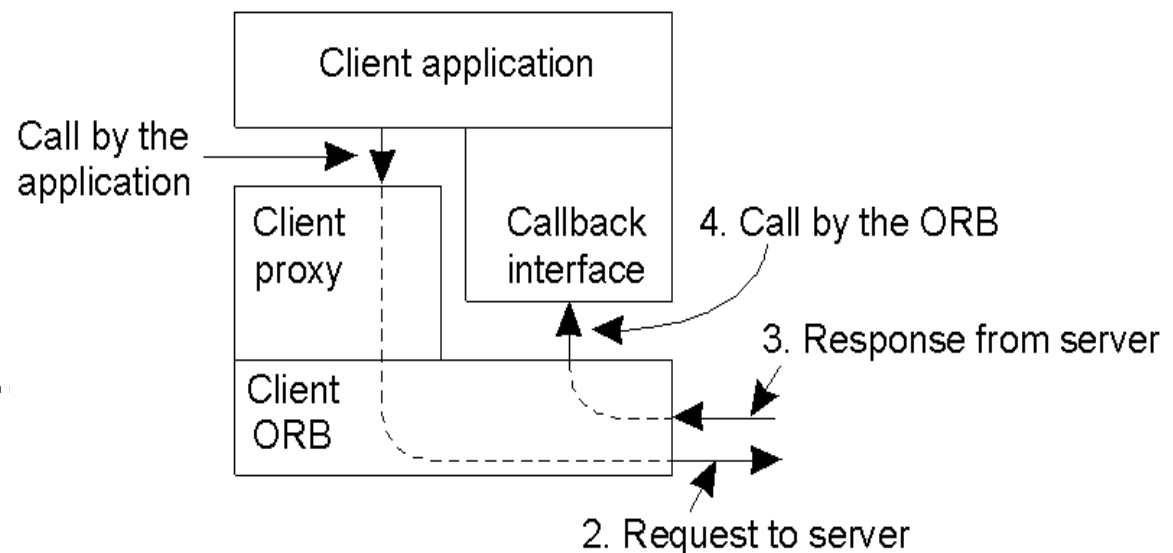 Client application
Call by the
application
Client
proxy
Callback
interface
4. Call by the ORB
3. Response from server
Client
ORB
2. Request to server